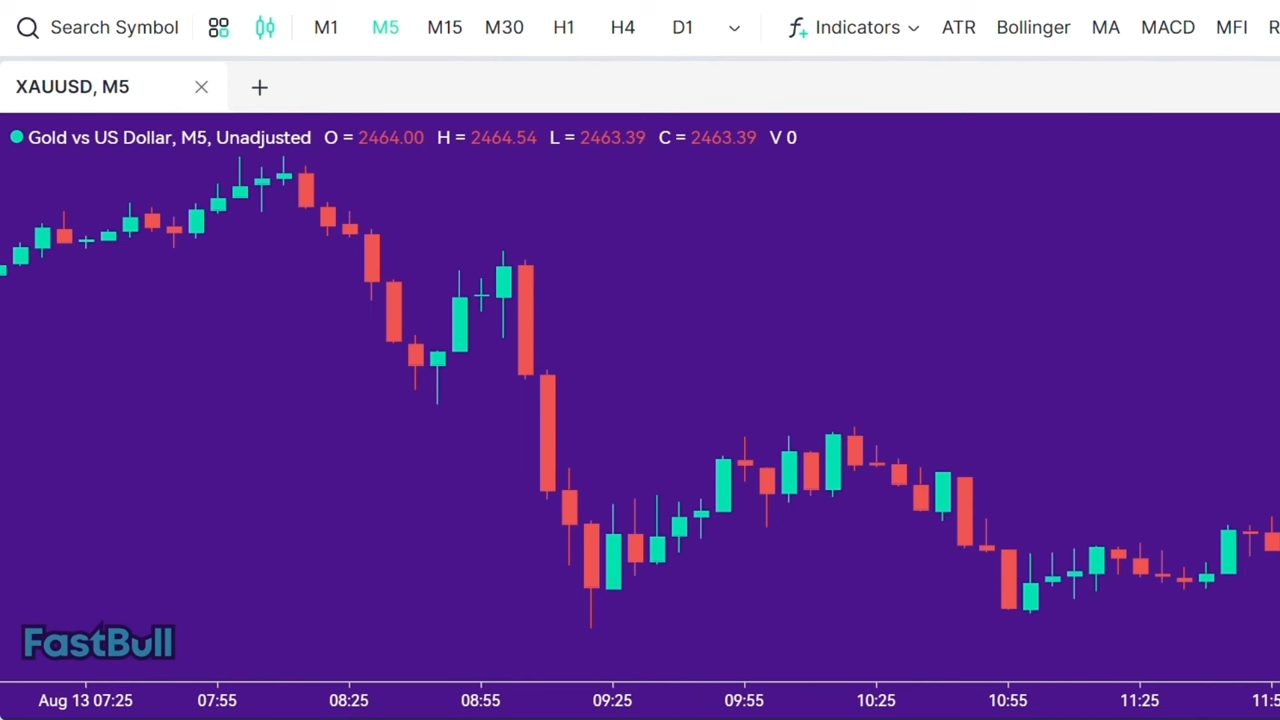 Search Symbol M1 M5 M15 M30 H1 H4 D1 Indicators ATR Bollinger MA MACD MFI R
XAUUSD, M5
Gold vs US Dollar, M5, Unadjusted O = 2464.00 H = 2464.54 L = 2463.39 C = 2463.39 V 0
FastBull
Aug 13 07:25 07:55 08:25 08:55 09:25 09:55 10:25 10:55 11:25 11:5